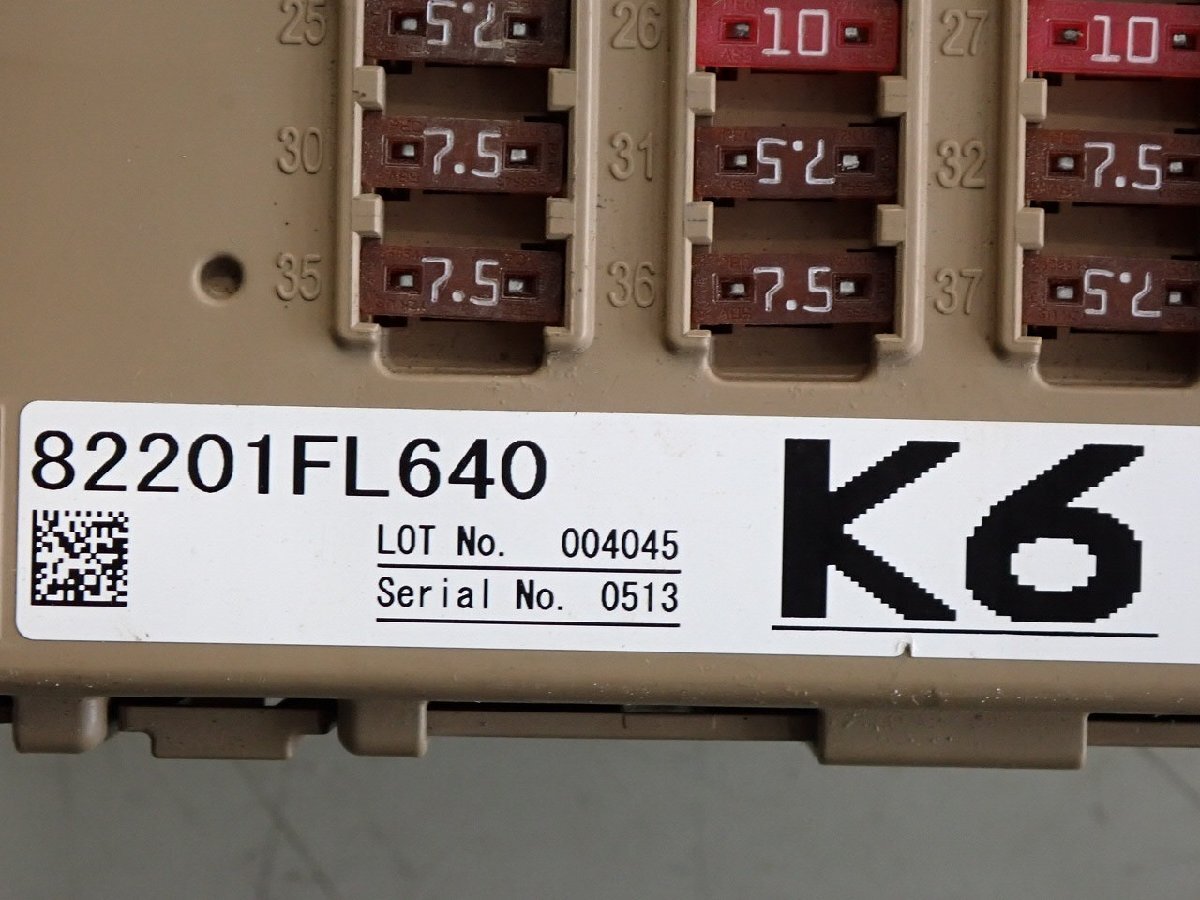 25 7.5 26 10 27 10
30 7.5 31 7.5 32 7.5
35 7.5 36 7.5 37 7.5
82201FL640
LOT No. 004045
Serial No. 0513
K6